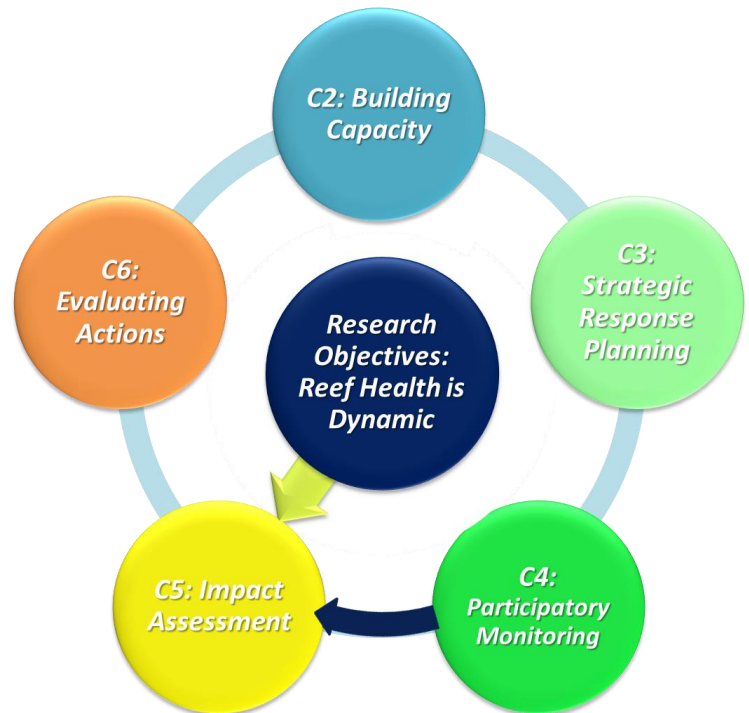 C2: Building
Capacity
C3:
Strategic
Response
Planning
C6:
Evaluating
Actions
Research
Objectives:
Reef Health is
Dynamic
C4:
Participatory
Monitoring
C5: Impact
Assessment